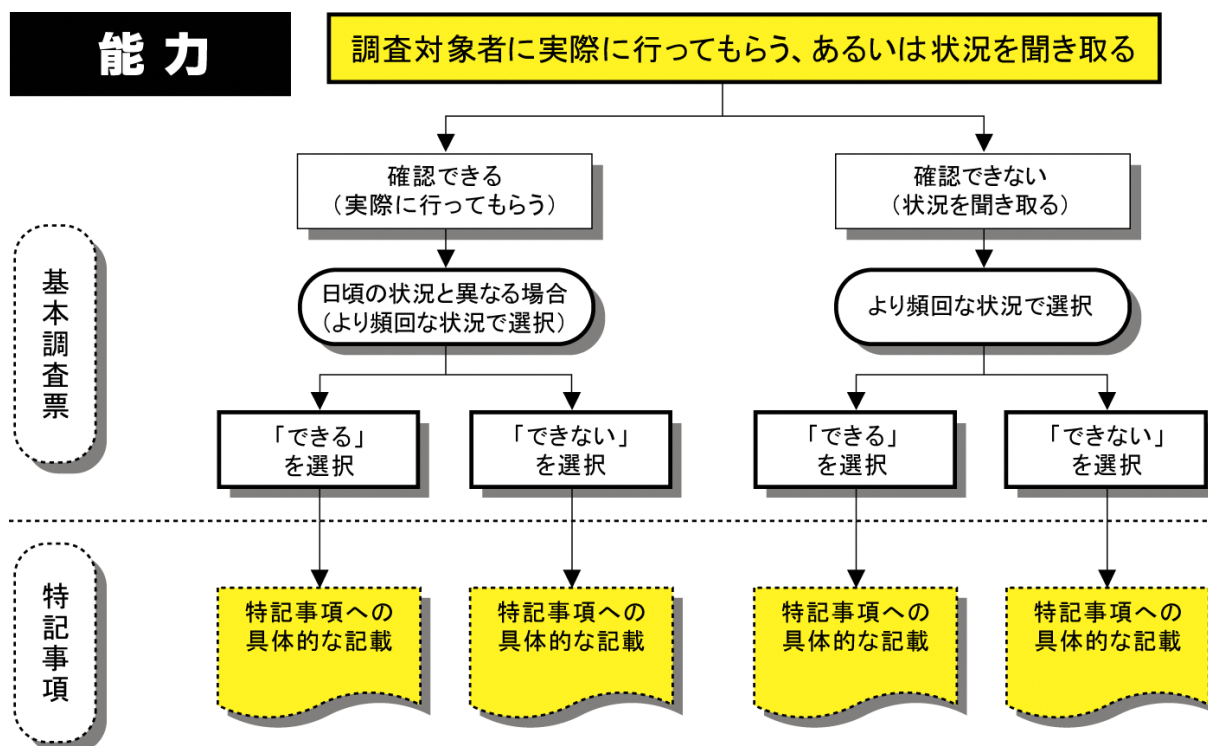 能力
調査対象者に実際に行ってもらう、あるいは状況を聞き取る
確認できる
（実際に行ってもらう）
確認できない
（状況を聞き取る）
基本調査票
日頃の状況と異なる場合
（より頻回な状況で選択）
より頻回な状況で選択
「できる」
を選択
「できない」
を選択
「できる」
を選択
「できない」
を選択
特記事項
特記事項への
具体的な記載
特記事項への
具体的な記載
特記事項への
具体的な記載
特記事項への
具体的な記載